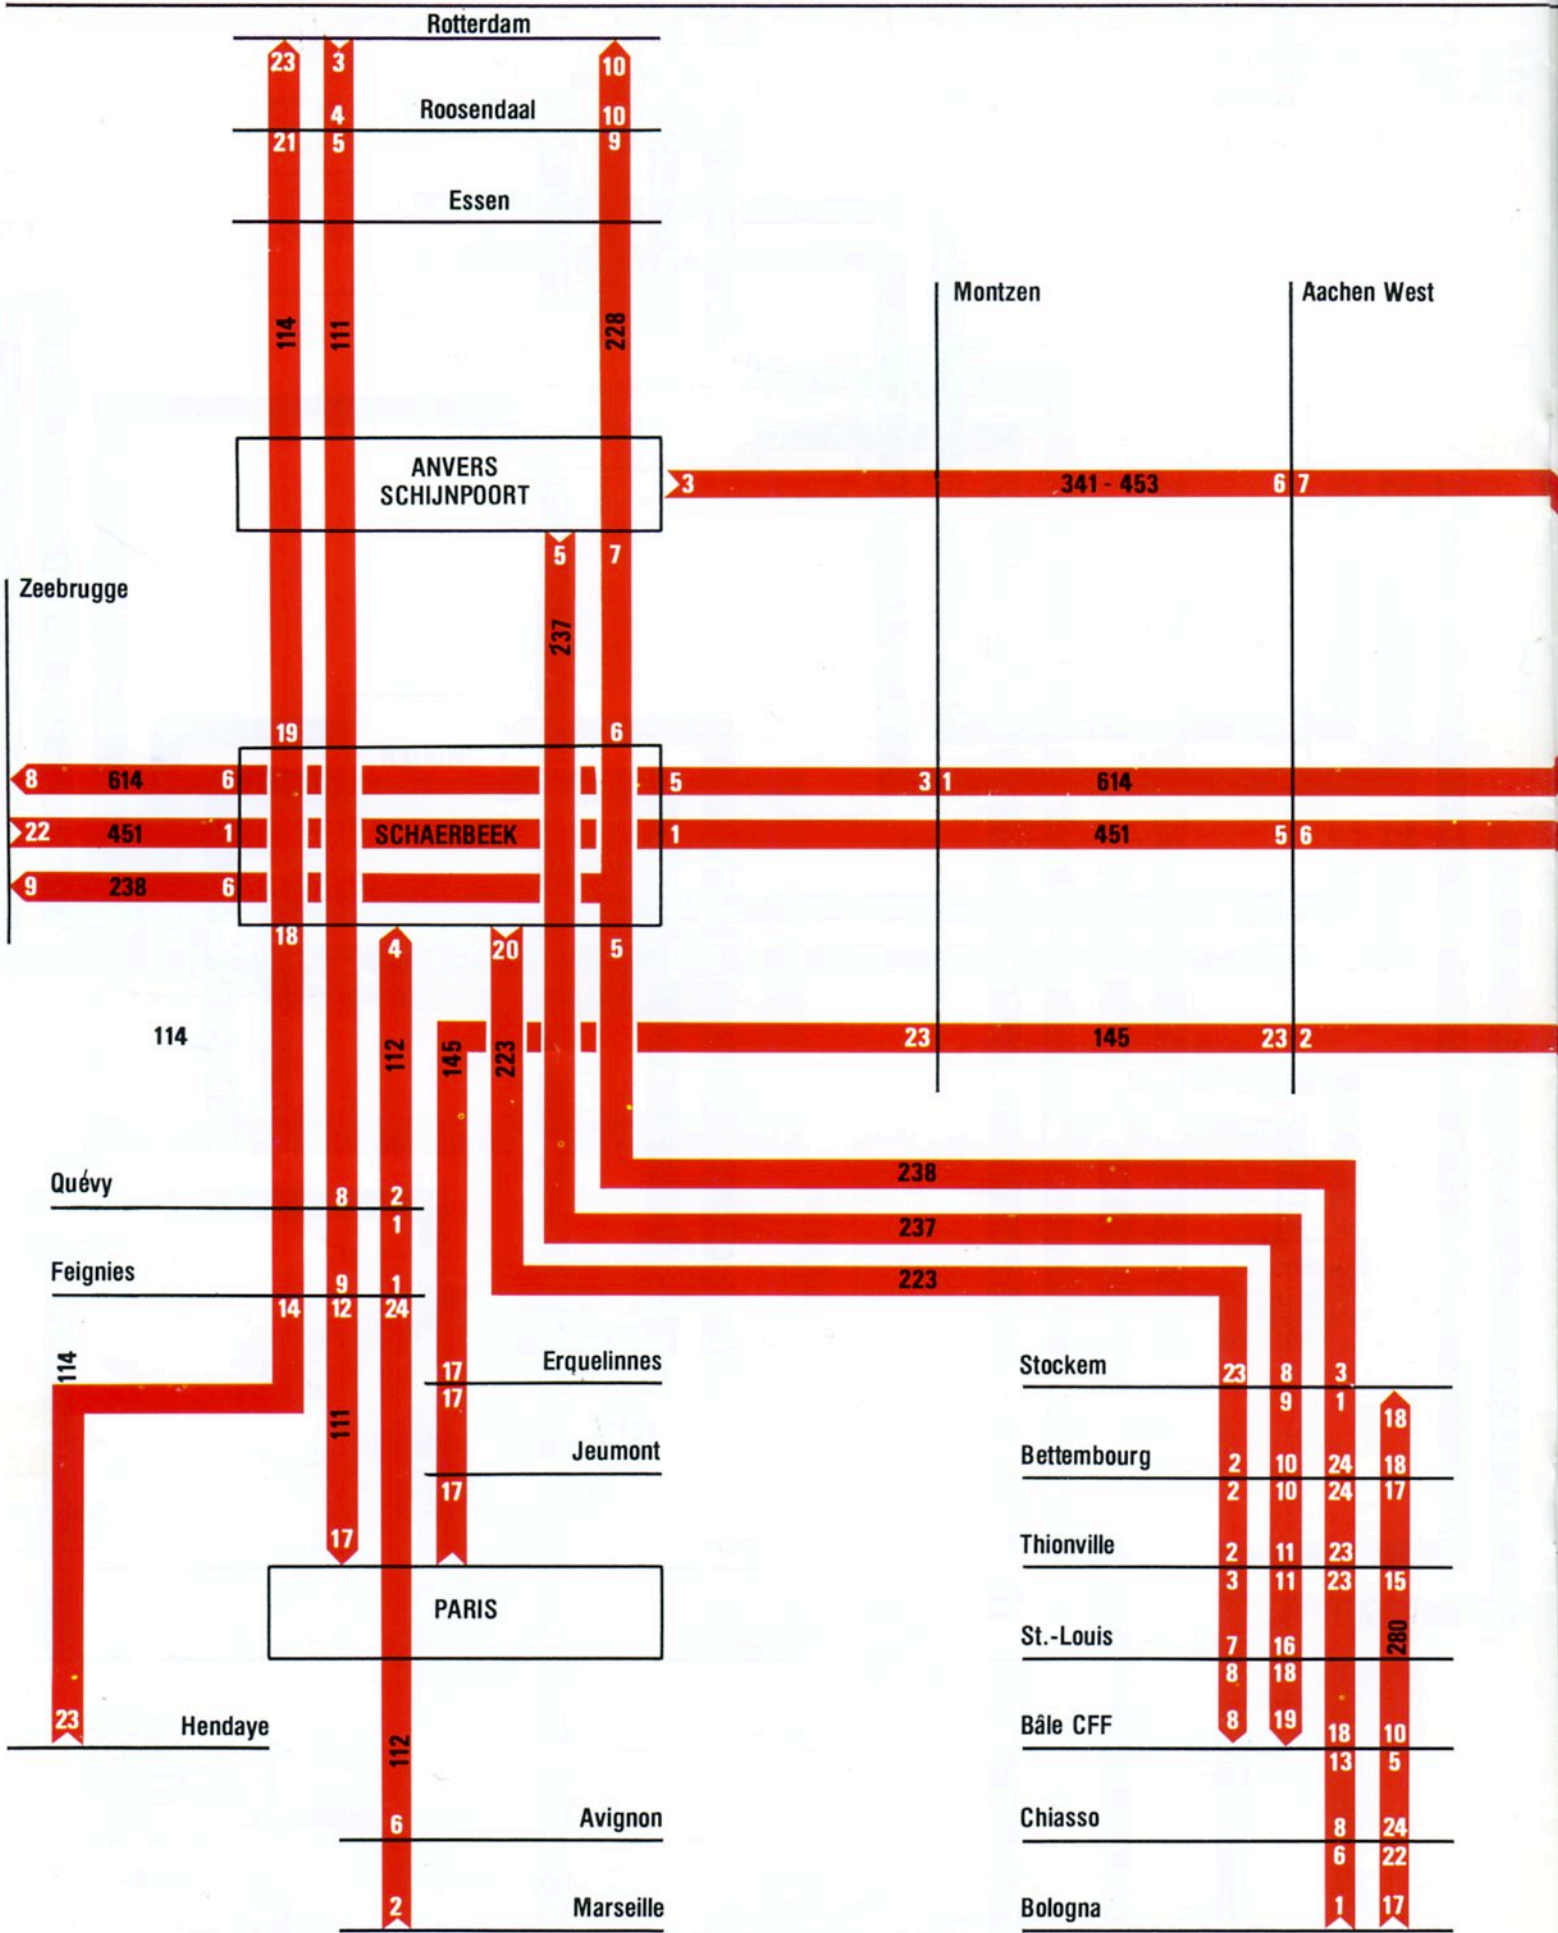 Rotterdam
23 3 10
4 Roosendaal 10
21 5 9
Essen
Montzen Aachen West
114 111 228
ANVERS
SCHIJNPOORT
3 341 - 453 6 7
5 7
Zeebrugge
237
19 6
8 614 6 5 3 1 614
22 451 1 SCHAERBEEK 1 451 5 6
9 238 6
18 4 20 5
114 112 145 223 23 145 23 2
238
Quévy 8 2
1 237
Feignies 9 1 223
14 12 24
114 17 Erquelinnes Stockem 23 8 3
17 9 1 18
111 Jeumont Bettembourg 2 10 24 18
17 2 10 24 17
17 Thionville 2 11 23
3 11 23 15
PARIS
St.-Louis 7 16 280
8 18
23 Hendaye Bâle CFF 8 19 18 10
112 13 5
6 Avignon Chiasso 8 24
6 22
2 Marseille Bologna 1 17